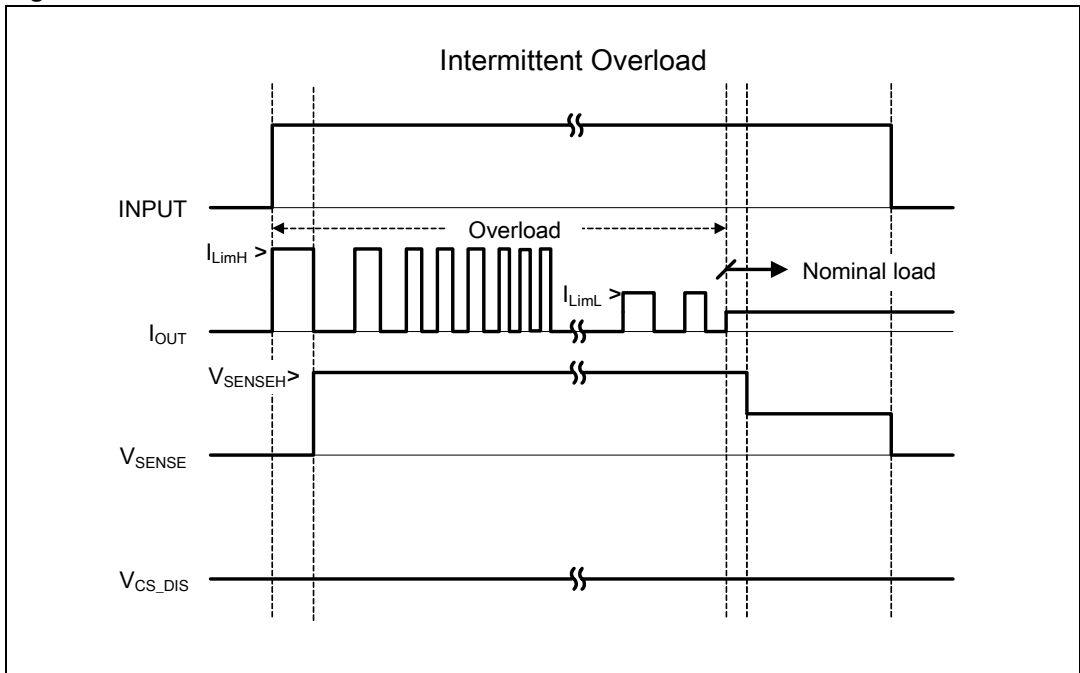 Intermittent Overload
INPUT
Overload
I_LimH >
Nominal load
I_LimL >
I_OUT
V_SENSEH>
V_SENSE
V_CS_DIS